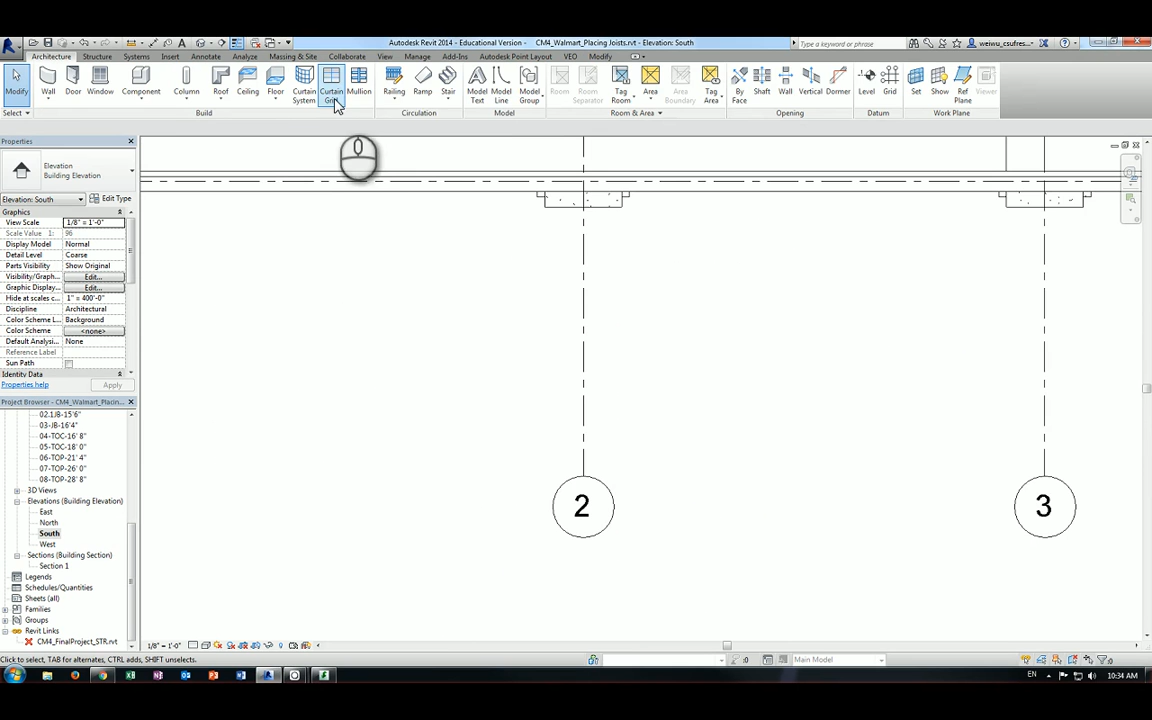 Autodesk Revit 2014 - Educational Version - CM4_Walmart_Placing Joists.rvt - Elevation: South
Type a keyword or phrase
weiwu_csufres...
Architecture Structure Systems Insert Annotate Analyze Massing & Site Collaborate View Manage Add-Ins Autodesk Point Layout VEO Modify
Modify Wall Door Window Component Column Roof Ceiling Floor Curtain System Curtain Grid Mullion Railing Ramp Stair Model Text Model Line Model Group Room Room Separator Tag Room Area Area Boundary Tag Area By Face Shaft Wall Vertical Dormer Level Grid Set Show Ref Plane Viewer
Select Build Circulation Model Room & Area Opening Datum Work Plane
Properties
Elevation
Building Elevation
Elevation: South Edit Type
Graphics
View Scale 1/8" = 1'-0"
Scale Value 1: 96
Display Model Normal
Detail Level Coarse
Parts Visibility Show Original
Visibility/Graph... Edit...
Graphic Display... Edit...
Hide at scales c... 1" = 400'-0"
Discipline Architectural
Color Scheme L... Background
Color Scheme <none>
Default Analysi... None
Reference Label
Sun Path
Identity Data
Properties help Apply
Project Browser - CM4_Walmart_Placin...
02.1JB-15'6"
03-JB-16'4"
04-TOC-16' 8"
05-TOC-18' 0"
06-TOP-21' 4"
07-TOP-26' 0"
08-TOP-28' 8"
3D Views
Elevations (Building Elevation)
East
North
South
West
Sections (Building Section)
Section 1
Legends
Schedules/Quantities
Sheets (all)
Families
Groups
Revit Links
CM4_FinalProject_STR.rvt
2
3
1/8" = 1'-0"
Click to select, TAB for alternates, CTRL adds, SHIFT unselects.
:0
Main Model
:0
EN
10:34 AM